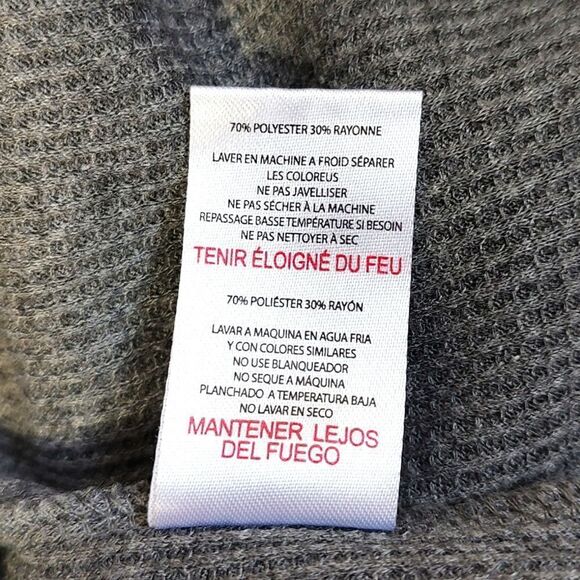 70% POLYESTER 30% RAYONNE
LAVER EN MACHINE A FROID SÉPARER
LES COLOREUS
NE PAS JAVELLISER
NE PAS SÉCHER À LA MACHINE
REPASSAGE BASSE TEMPÉRATURE SI BESOIN
NE PAS NETTOYER À SEC
TENIR ÉLOIGNÉ DU FEU
70% POLIÉSTER 30% RAYÓN
LAVAR A MAQUINA EN AGUA FRIA
Y CON COLORES SIMILARES
NO USE BLANQUEADOR
NO SEQUE A MÁQUINA
PLANCHADO A TEMPERATURA BAJA
NO LAVAR EN SECO
MANTENER LEJOS
DEL FUEGO